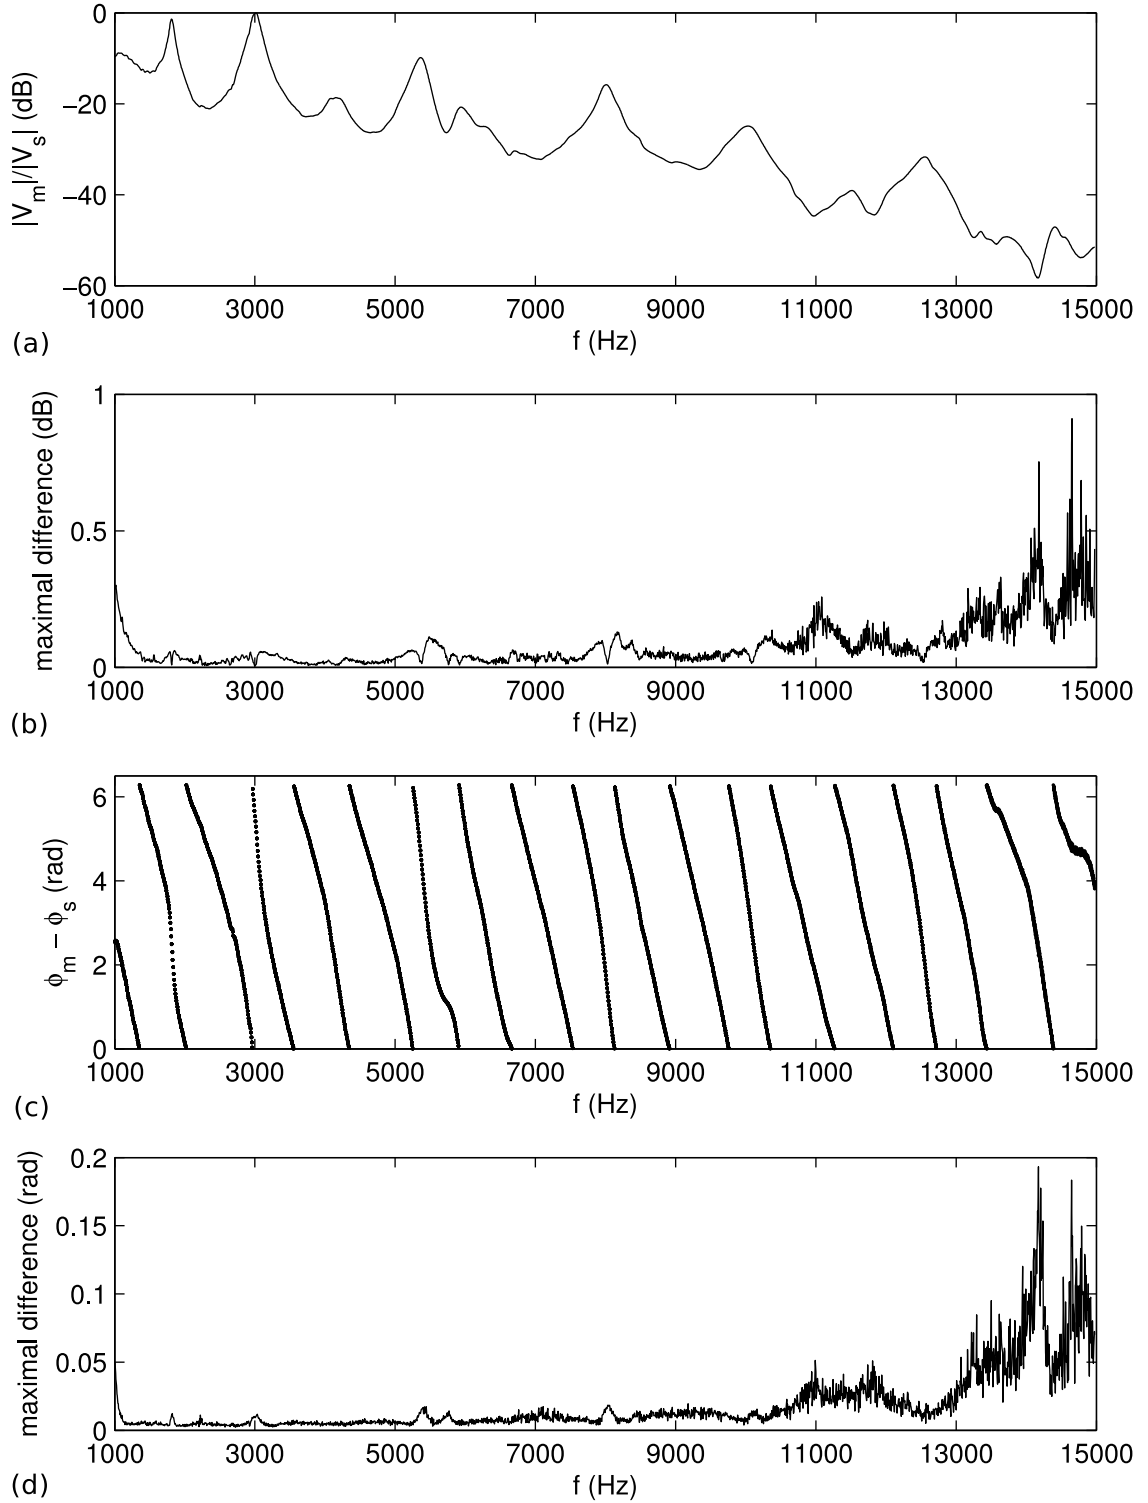 |V_m|/|V_s| (dB)
0
−20
−40
−60
1000 3000 5000 7000 9000 11000 13000 15000
f (Hz)
(a)
maximal difference (dB)
1
0.5
0
1000 3000 5000 7000 9000 11000 13000 15000
f (Hz)
(b)
ϕ_m − ϕ_s (rad)
6
4
2
0
1000 3000 5000 7000 9000 11000 13000 15000
f (Hz)
(c)
maximal difference (rad)
0.2
0.15
0.1
0.05
0
1000 3000 5000 7000 9000 11000 13000 15000
f (Hz)
(d)